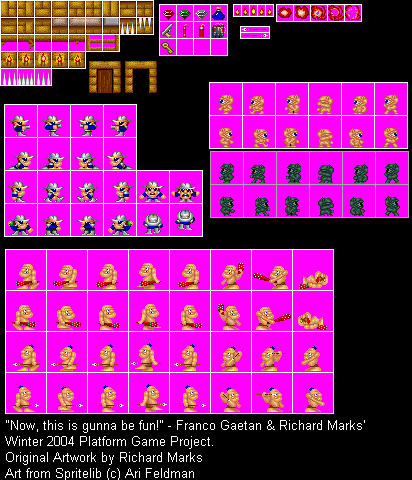 "Now, this is gunna be fun!" - Franco Gaetan & Richard Marks'
Winter 2004 Platform Game Project.
Original Artwork by Richard Marks
Art from Spritelib (c) Ari Feldman